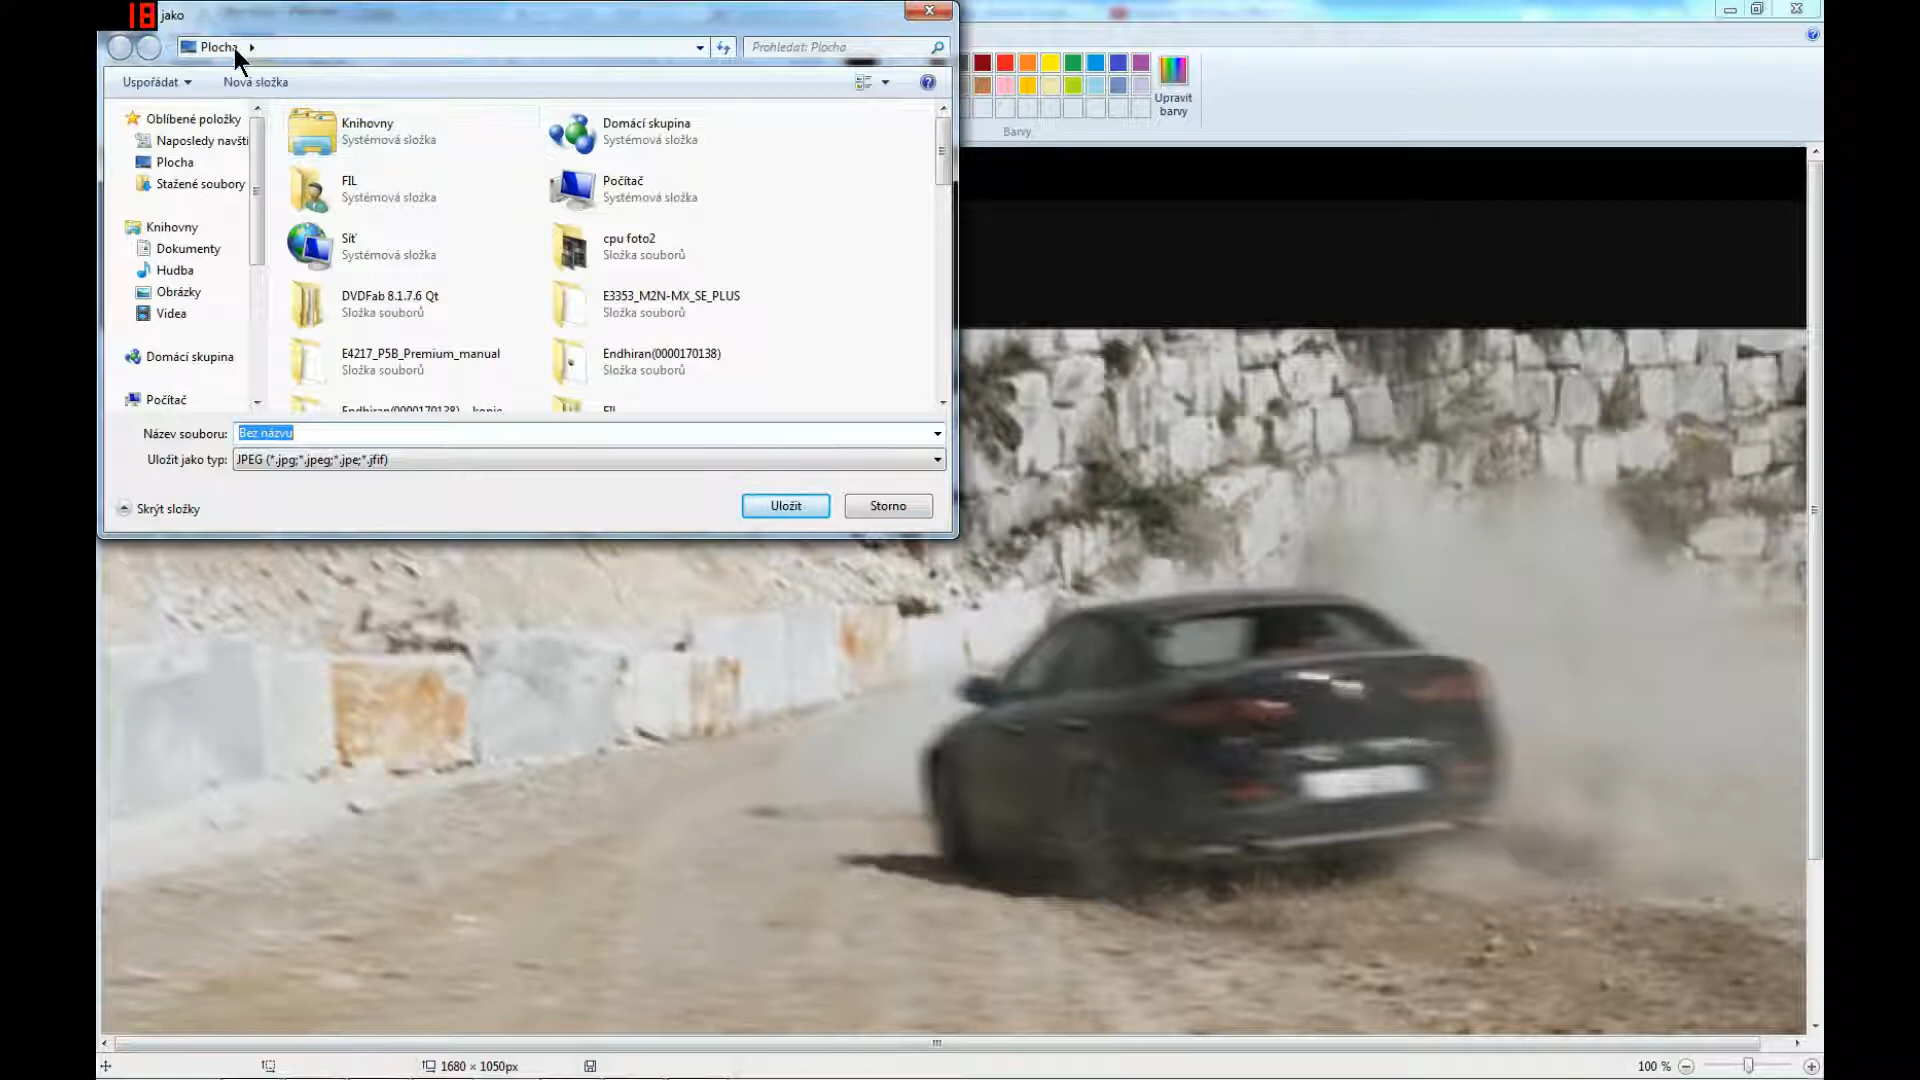 18 jako
Plocha
Prohledat: Plocha
Uspořádat
Nová složka
Oblíbené položky
Naposledy navští
Plocha
Stažené soubory
Knihovny
Dokumenty
Hudba
Obrázky
Videa
Domácí skupina
Počítač
Knihovny
Systémová složka
Domácí skupina
Systémová složka
FIL
Systémová složka
Počítač
Systémová složka
Síť
Systémová složka
cpu foto2
Složka souborů
DVDFab 8.1.7.6 Qt
Složka souborů
E3353_M2N-MX_SE_PLUS
Složka souborů
E4217_P5B_Premium_manual
Složka souborů
Endhiran(0000170138)
Složka souborů
Endhiran(0000170138)
Název souboru: Bez názvu
Uložit jako typ: JPEG (*.jpg;*.jpeg;*.jpe;*.jfif)
Skrýt složky
Uložit
Storno
Upravit
barvy
Barvy
1680 × 1050px
100 %